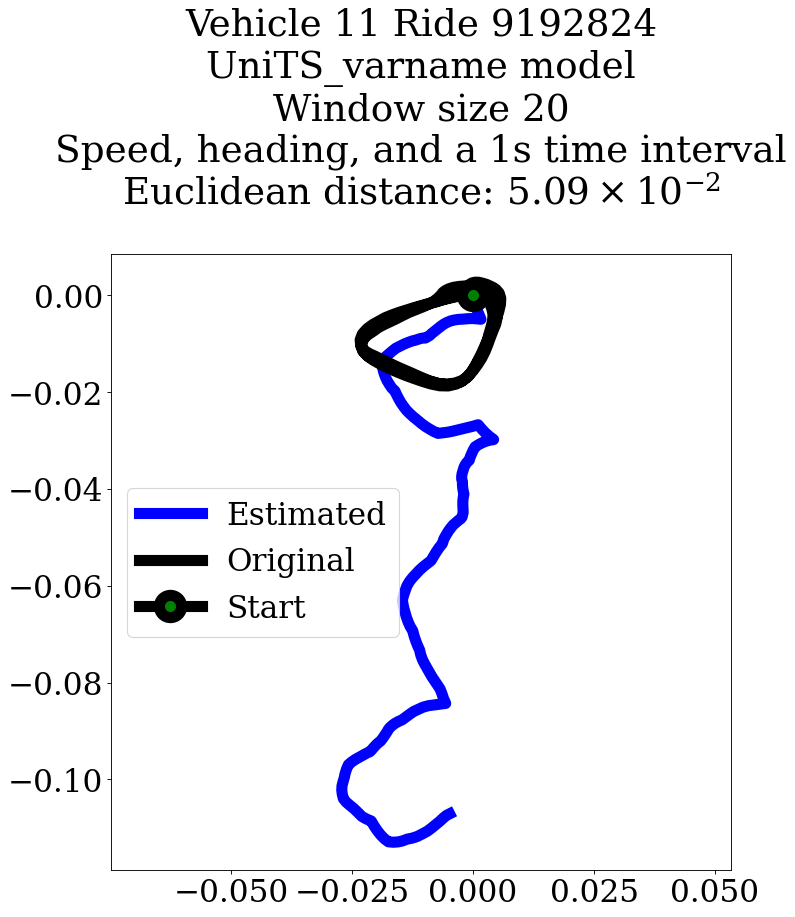 Vehicle 11 Ride 9192824
UniTS_varname model
Window size 20
Speed, heading, and a 1s time interval
Euclidean distance: 5.09 × 10⁻²
0.00
−0.02
−0.04
−0.06
−0.08
−0.10
Estimated
Original
Start
−0.050 −0.025 0.000 0.025 0.050